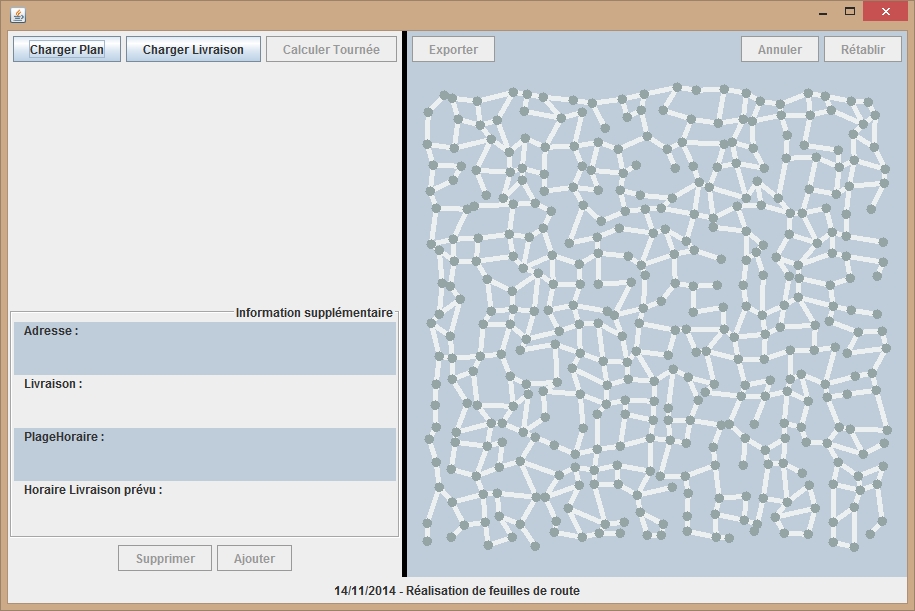 Charger Plan Charger Livraison Calculer Tournée Exporter Annuler Rétablir
Information supplémentaire
Adresse :
Livraison :
PlageHoraire :
Horaire Livraison prévu :
Supprimer Ajouter
14/11/2014 - Réalisation de feuilles de route